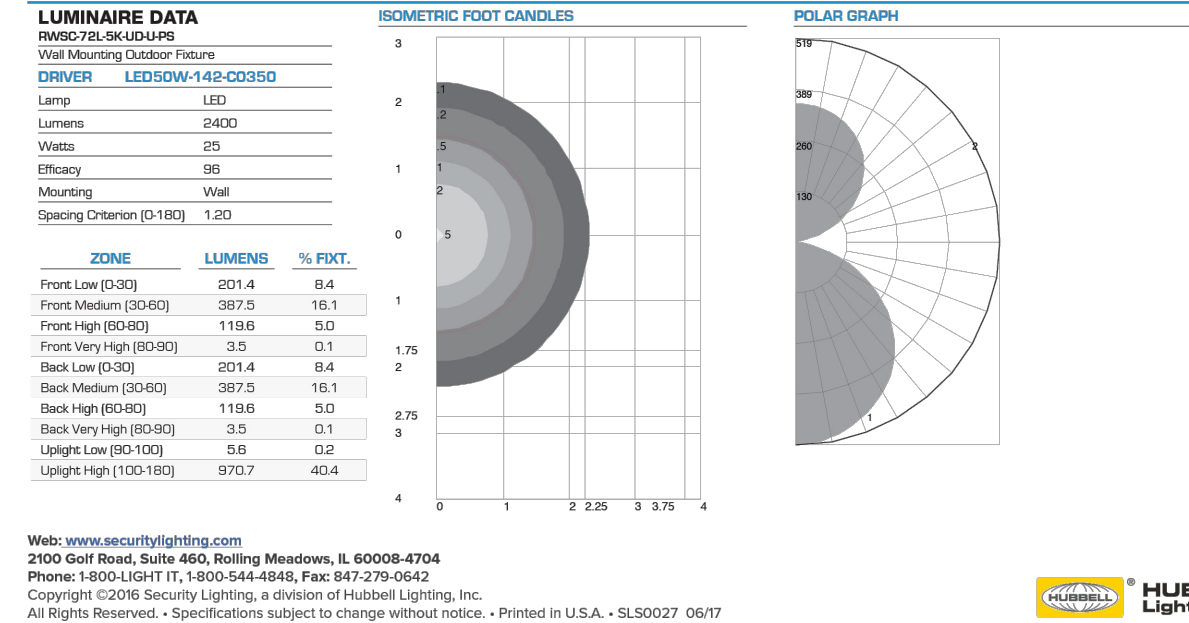 LUMINAIRE DATA
RWSC-72L-5K-UD-U-PS
Wall Mounting Outdoor Fixture
DRIVER LED50W-142-C0350
Lamp LED
Lumens 2400
Watts 25
Efficacy 96
Mounting Wall
Spacing Criterion (0-180) 1.20
ZONE LUMENS % FIXT.
Front Low (0-30) 201.4 8.4
Front Medium (30-60) 387.5 16.1
Front High (60-80) 119.6 5.0
Front Very High (80-90) 3.5 0.1
Back Low (0-30) 201.4 8.4
Back Medium (30-60) 387.5 16.1
Back High (60-80) 119.6 5.0
Back Very High (80-90) 3.5 0.1
Uplight Low (90-100) 5.6 0.2
Uplight High (100-180) 970.7 40.4
ISOMETRIC FOOT CANDLES
3
2
1
0
1
1.75
2
2.75
3
4
.1
.2
.5
1
2
5
0 1 2 2.25 3 3.75 4
POLAR GRAPH
519
389
260
130
2
1
Web: www.securitylighting.com
2100 Golf Road, Suite 460, Rolling Meadows, IL 60008-4704
Phone: 1-800-LIGHT IT, 1-800-544-4848, Fax: 847-279-0642
Copyright ©2016 Security Lighting, a division of Hubbell Lighting, Inc.
All Rights Reserved. • Specifications subject to change without notice. • Printed in U.S.A. • SLS0027 06/17
HUBBELL ®
HUB
Light